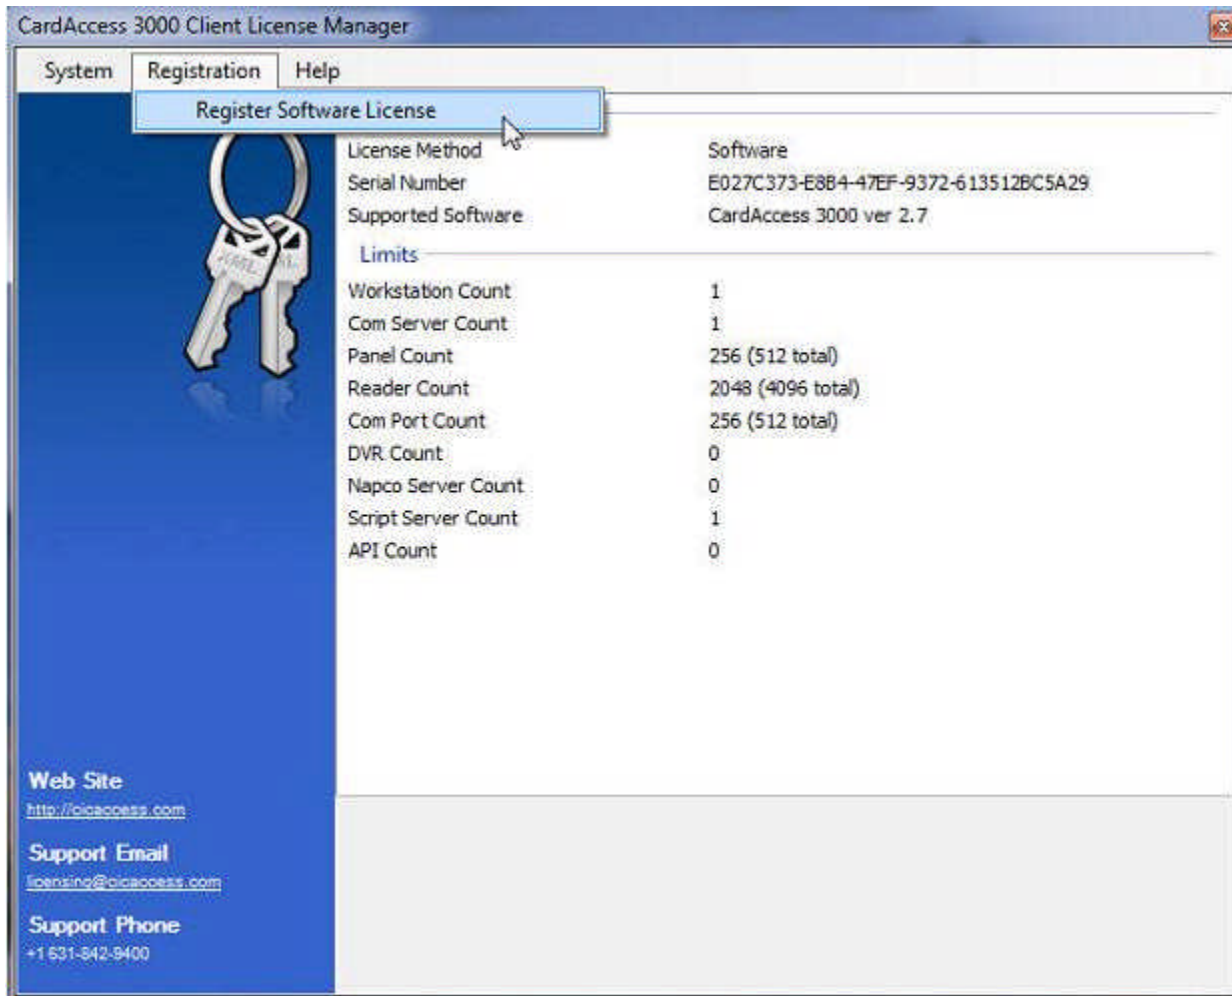 CardAccess 3000 Client License Manager
System Registration Help
Register Software License
License Method Software
Serial Number E027C373-E8B4-47EF-9372-613512BC5A29
Supported Software CardAccess 3000 ver 2.7
Limits
Workstation Count 1
Com Server Count 1
Panel Count 256 (512 total)
Reader Count 2048 (4096 total)
Com Port Count 256 (512 total)
DVR Count 0
Napco Server Count 0
Script Server Count 1
API Count 0
XML
Web Site
http://cicaccess.com
Support Email
licensing@cicaccess.com
Support Phone
+1 631-842-9400